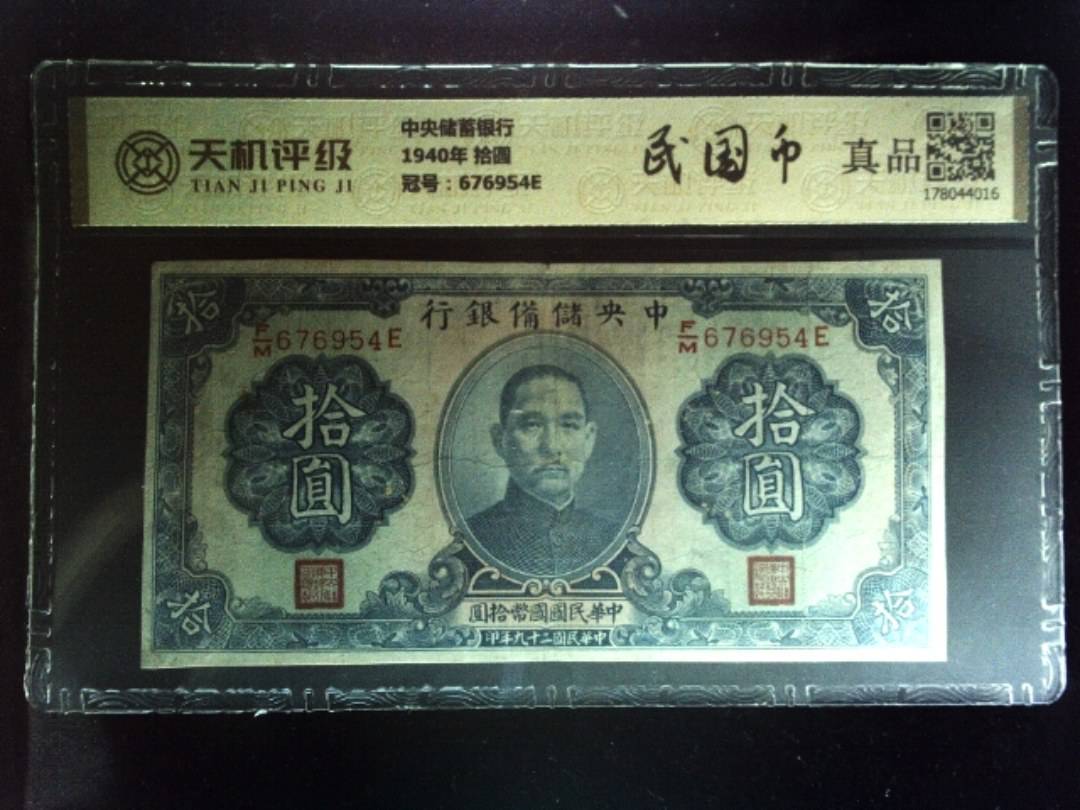 天机评级
TIAN JI PING JI
中央储蓄银行
1940年 拾圆
冠号：676954E
民国币
真品
178044016
拾
拾
行銀備儲央中
F/M 676954E
F/M 676954E
拾圓
拾圓
圓拾幣國國民華中
印年九十二國民華中
拾
拾